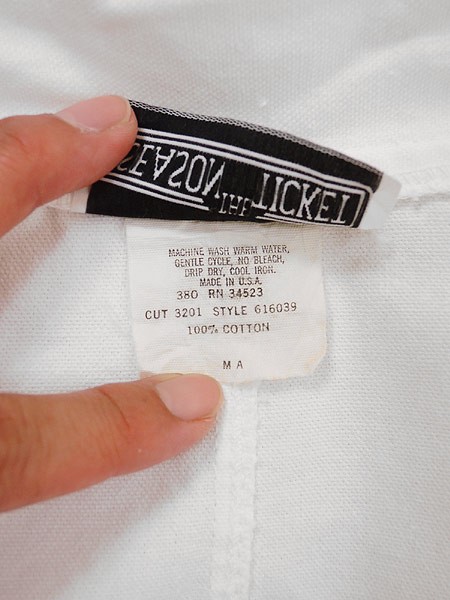 SEASON THE TICKET
MACHINE WASH WARM WATER,
GENTLE CYCLE, NO BLEACH,
DRIP DRY, COOL IRON.
MADE IN U.S.A.
380 RN 34523
CUT 3201 STYLE 616039
100% COTTON
M A